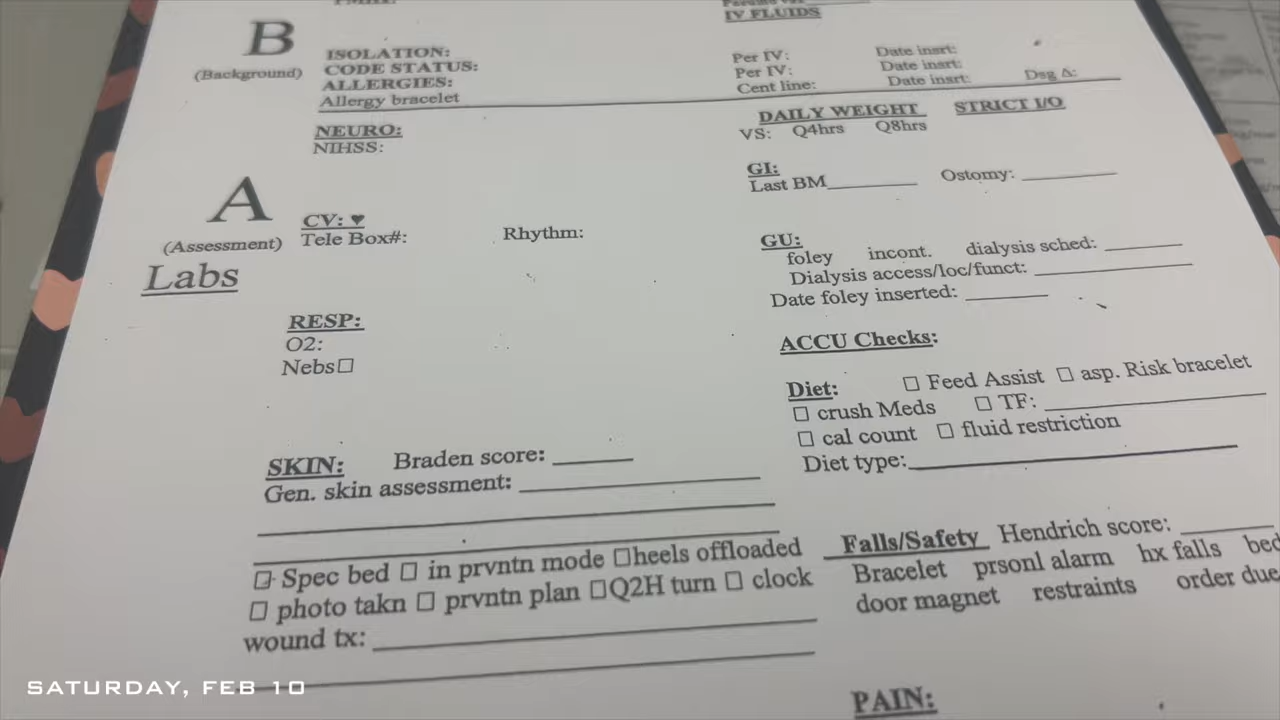 IV FLUIDS
B
(Background)
ISOLATION:
CODE STATUS:
ALLERGIES:
Allergy bracelet
Per IV: Date insrt:
Per IV: Date insrt:
Cent line: Date insrt: Dsg Δ:
NEURO:
NIHSS:
DAILY WEIGHT STRICT I/O
VS: Q4hrs Q8hrs
GI:
Last BM Ostomy:
A
(Assessment)
CV: ♥
Tele Box#: Rhythm:
Labs
GU:
foley incont. dialysis sched:
Dialysis access/loc/funct:
Date foley inserted:
RESP:
O2:
Nebs☐
ACCU Checks:
Diet: ☐ Feed Assist ☐ asp. Risk bracelet
☐ crush Meds ☐ TF:
☐ cal count ☐ fluid restriction
Diet type:
SKIN: Braden score:
Gen. skin assessment:
☐ Spec bed ☐ in prvntn mode ☐heels offloaded
☐ photo takn ☐ prvntn plan ☐Q2H turn ☐ clock
wound tx:
Falls/Safety Hendrich score:
Bracelet prsonl alarm hx falls bed
door magnet restraints order due
PAIN:
SATURDAY, FEB 10